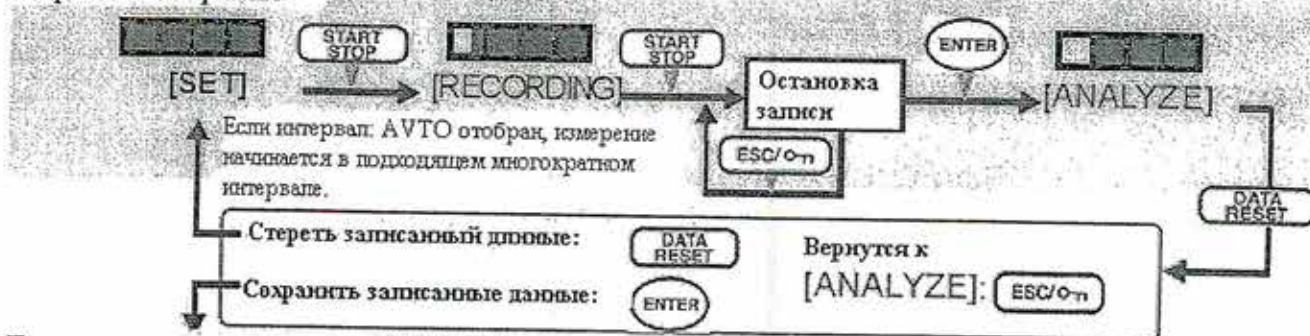 START
STOP
START
STOP
ENTER
[SET]
[RECORDING]
Остановка
записи
[ANALYZE]
Если интервал: AVTO отобран, измерение
начинается в подходящем многократном
интервале.
ESC/
DATA
RESET
Стереть записанный данные:
DATA
RESET
Вернутся к
[ANALYZE]:
ESC/
Сохранить записанные данные:
ENTER